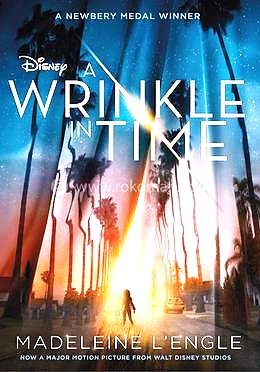 A NEWBERY MEDAL WINNER
Disney
A
WRINKLE
IN TIME
MADELEINE L'ENGLE
NOW A MAJOR MOTION PICTURE FROM WALT DISNEY STUDIOS